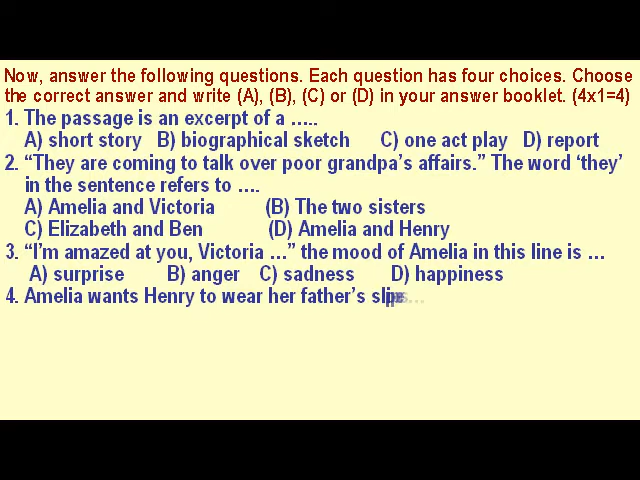 Now, answer the following questions. Each question has four choices. Choose
the correct answer and write (A), (B), (C) or (D) in your answer booklet. (4x1=4)
1. The passage is an excerpt of a …..
A) short story B) biographical sketch C) one act play D) report
2. “They are coming to talk over poor grandpa’s affairs.” The word ‘they’
in the sentence refers to ….
A) Amelia and Victoria (B) The two sisters
C) Elizabeth and Ben (D) Amelia and Henry
3. “I’m amazed at you, Victoria …” the mood of Amelia in this line is …
A) surprise B) anger C) sadness D) happiness
4. Amelia wants Henry to wear her father’s